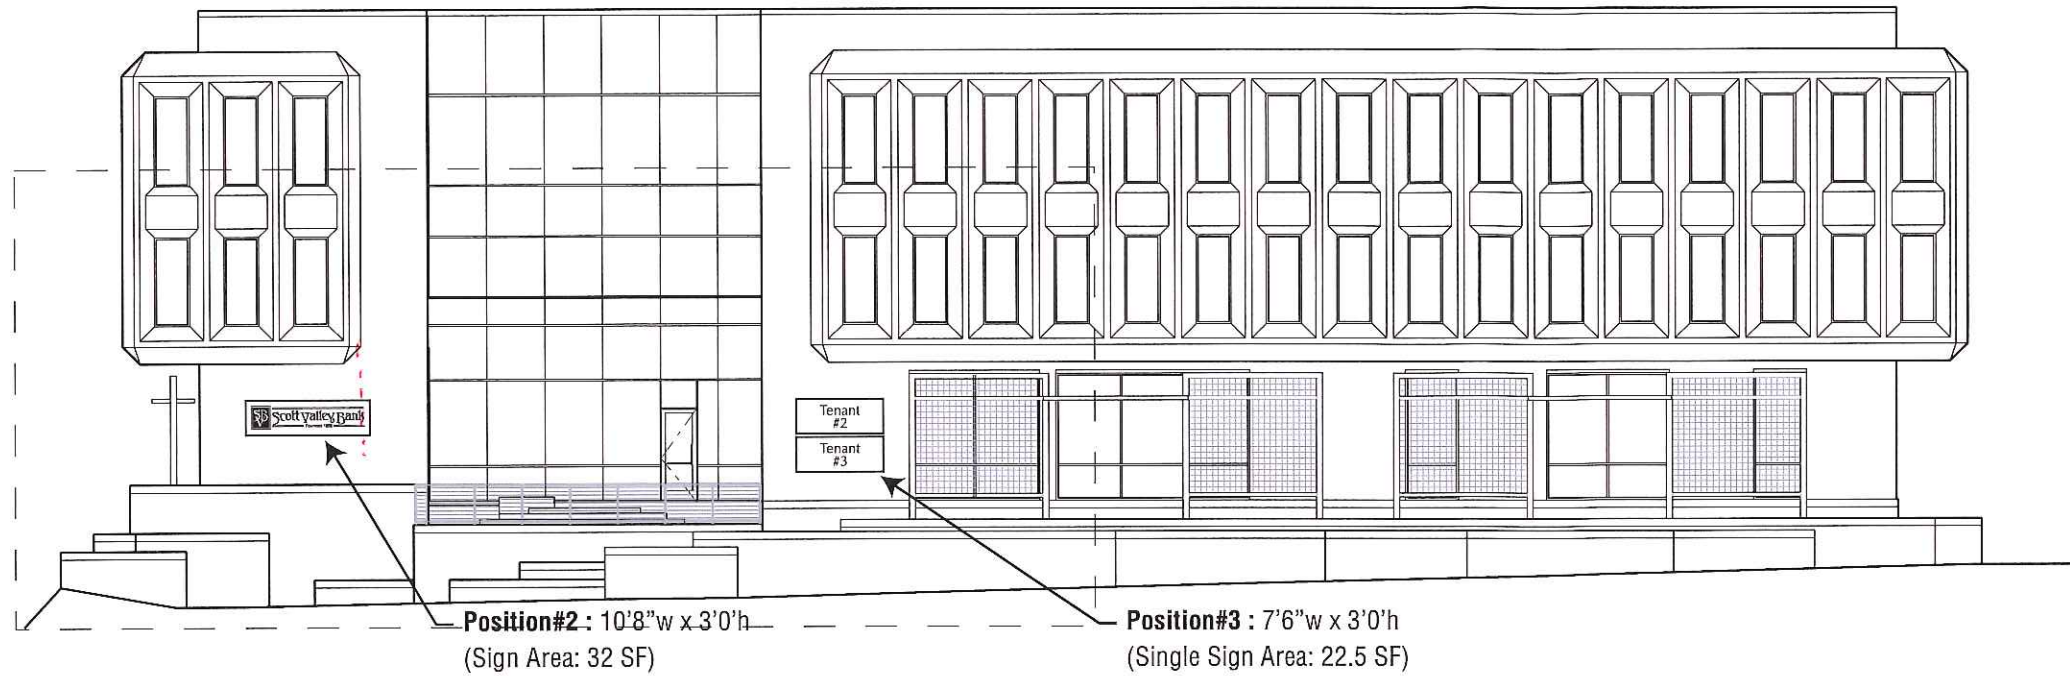 SVB Scott Valley Bank
Tenant
#2
Tenant
#3
Position#2 : 10'8"w x 3'0'h
(Sign Area: 32 SF)
Position#3 : 7'6"w x 3'0'h
(Single Sign Area: 22.5 SF)